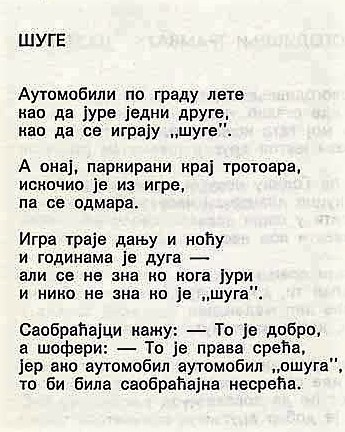 ШУГЕ
Аутомобили по граду лете
као да јуре једни друге,
као да се играју „шуге”.
А онај, паркирани крај тротоара,
искочио је из игре,
па се одмара.
Игра траје дању и ноћу
и годинама је дуга —
али се не зна ко кога јури
и нико не зна ко је „шуга”.
Саобраћајци кажу: — То је добро,
а шофери: — То је права срећа,
јер ако аутомобил аутомобил „ошуга”,
то би била саобраћајна несрећа.